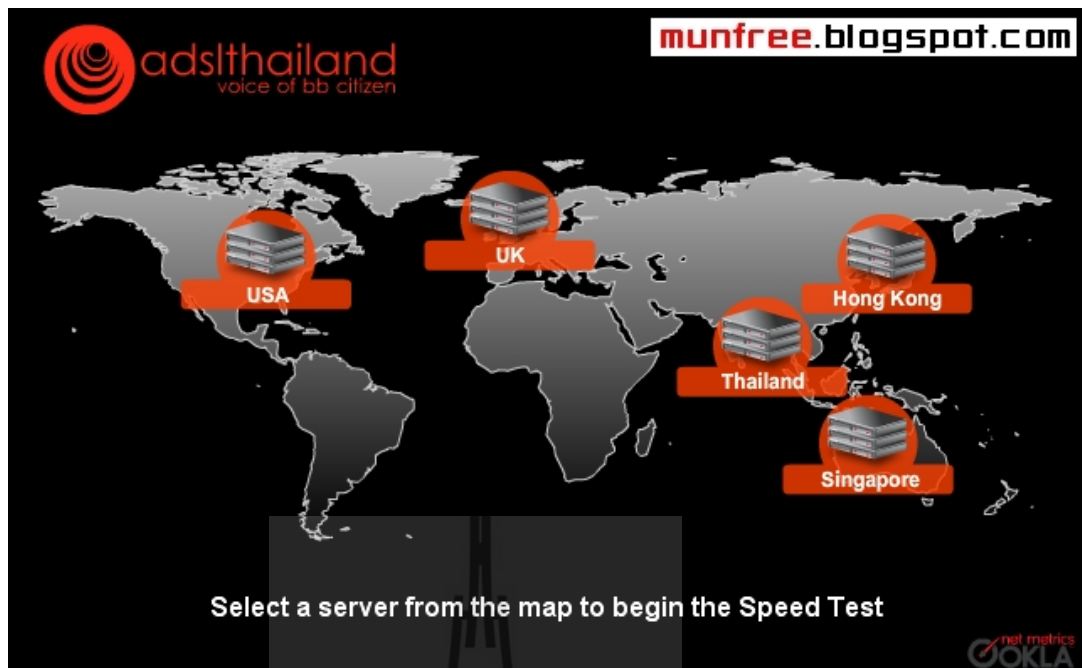 adslthailand
voice of bb citizen
munfree.blogspot.com
UK
USA
Hong Kong
Thailand
Singapore
Select a server from the map to begin the Speed Test
net metrics
OOKLA